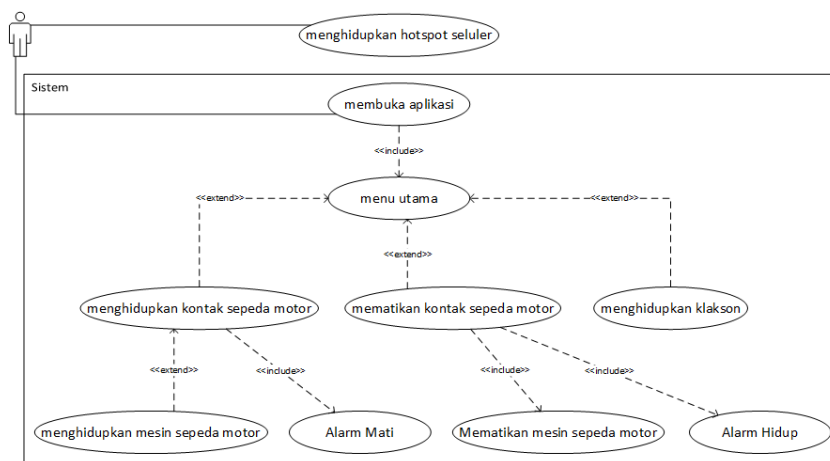 menghidupkan hotspot seluler
Sistem
membuka aplikasi
<<include>>
<<extend>>
menu utama
<<extend>>
<<extend>>
menghidupkan kontak sepeda motor
mematikan kontak sepeda motor
menghidupkan klakson
<<extend>>
<<include>>
<<include>>
<<include>>
menghidupkan mesin sepeda motor
Alarm Mati
Mematikan mesin sepeda motor
Alarm Hidup